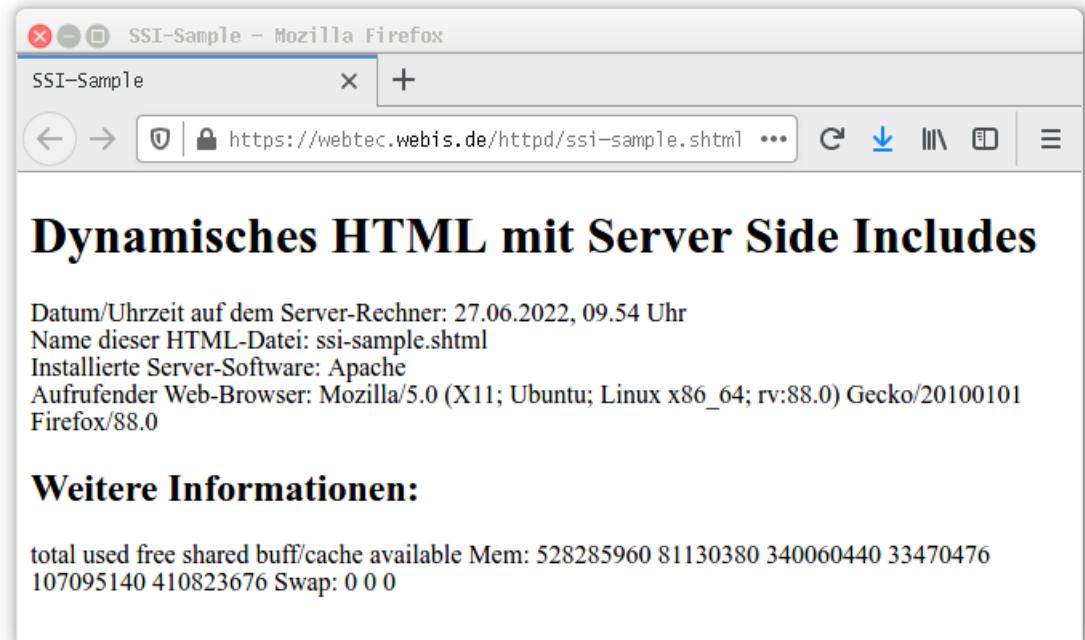 SSI-Sample - Mozilla Firefox
SSI-Sample
https://webtec.webis.de/httpd/ssi-sample.shtml
Dynamisches HTML mit Server Side Includes
Datum/Uhrzeit auf dem Server-Rechner: 27.06.2022, 09.54 Uhr
Name dieser HTML-Datei: ssi-sample.shtml
Installierte Server-Software: Apache
Aufrufender Web-Browser: Mozilla/5.0 (X11; Ubuntu; Linux x86_64; rv:88.0) Gecko/20100101
Firefox/88.0
Weitere Informationen:
total used free shared buff/cache available Mem: 528285960 81130380 340060440 33470476
107095140 410823676 Swap: 0 0 0